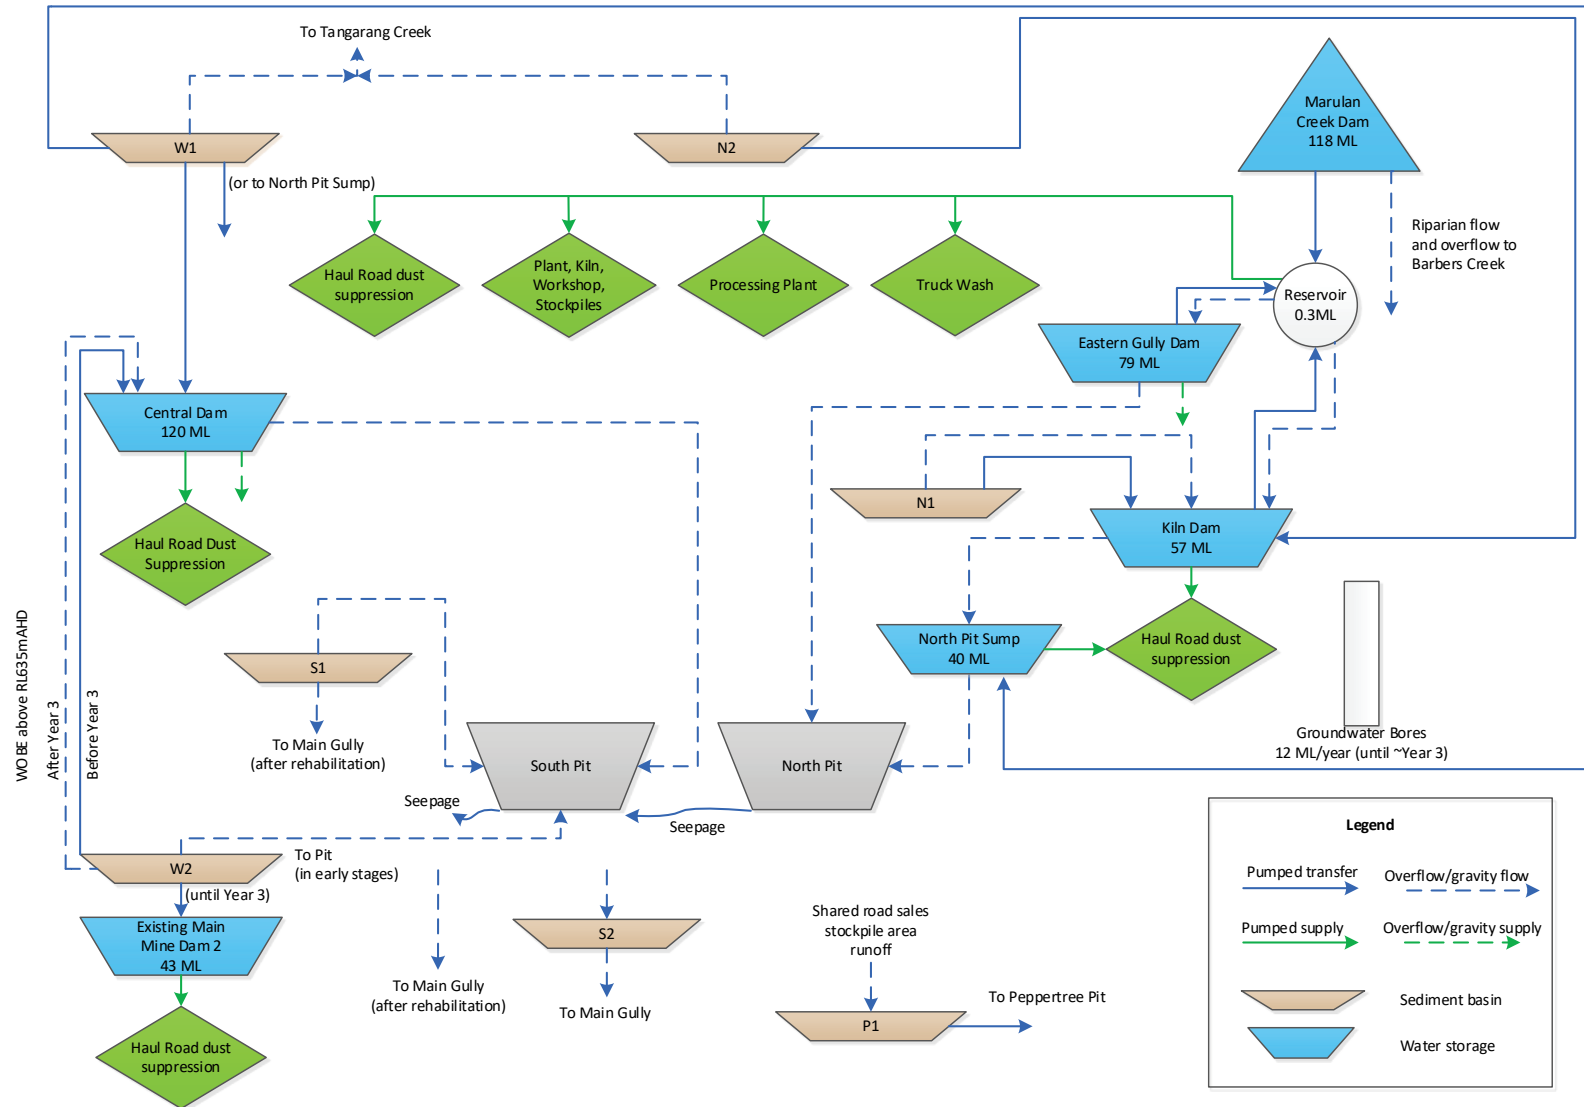 To Tangarang Creek
W1
N2
Marulan
Creek Dam
118 ML
(or to North Pit Sump)
Riparian flow
and overflow to
Barbers Creek
Haul Road dust
suppression
Plant, Kiln,
Workshop,
Stockpiles
Processing Plant
Truck Wash
Reservoir
0.3ML
Eastern Gully Dam
79 ML
Central Dam
120 ML
N1
Kiln Dam
57 ML
Haul Road Dust
Suppression
North Pit Sump
40 ML
Haul Road dust
suppression
S1
WOBE above RL635mAHD
After Year 3
Before Year 3
To Main Gully
(after rehabilitation)
South Pit
North Pit
Groundwater Bores
12 ML/year (until ~Year 3)
Seepage
Seepage
W2
To Pit
(in early stages)
(until Year 3)
Existing Main
Mine Dam 2
43 ML
S2
Shared road sales
stockpile area
runoff
To Main Gully
(after rehabilitation)
To Main Gully
To Peppertree Pit
P1
Haul Road dust
suppression
Legend
Pumped transfer
Overflow/gravity flow
Pumped supply
Overflow/gravity supply
Sediment basin
Water storage